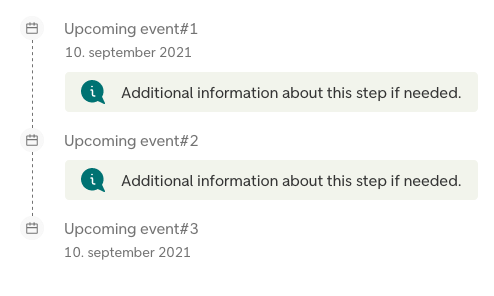 Upcoming event#1
10. september 2021
Additional information about this step if needed.
Upcoming event#2
Additional information about this step if needed.
Upcoming event#3
10. september 2021